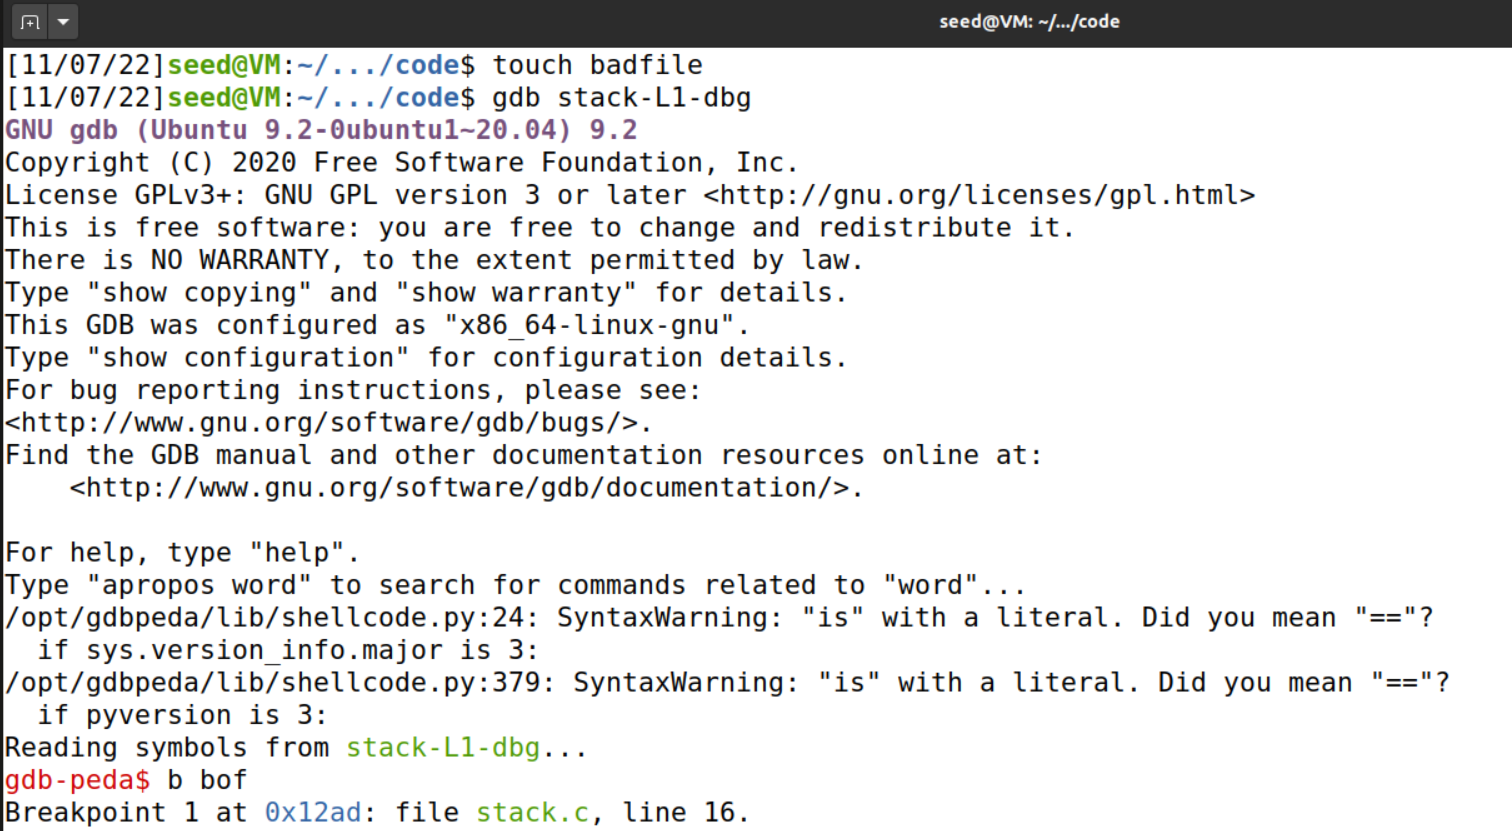 seed@VM: ~/.../code
[11/07/22]seed@VM:~/.../code$ touch badfile
[11/07/22]seed@VM:~/.../code$ gdb stack-L1-dbg
GNU gdb (Ubuntu 9.2-0ubuntu1~20.04) 9.2
Copyright (C) 2020 Free Software Foundation, Inc.
License GPLv3+: GNU GPL version 3 or later <http://gnu.org/licenses/gpl.html>
This is free software: you are free to change and redistribute it.
There is NO WARRANTY, to the extent permitted by law.
Type "show copying" and "show warranty" for details.
This GDB was configured as "x86_64-linux-gnu".
Type "show configuration" for configuration details.
For bug reporting instructions, please see:
<http://www.gnu.org/software/gdb/bugs/>.
Find the GDB manual and other documentation resources online at:
    <http://www.gnu.org/software/gdb/documentation/>.

For help, type "help".
Type "apropos word" to search for commands related to "word"...
/opt/gdbpeda/lib/shellcode.py:24: SyntaxWarning: "is" with a literal. Did you mean "=="?
  if sys.version_info.major is 3:
/opt/gdbpeda/lib/shellcode.py:379: SyntaxWarning: "is" with a literal. Did you mean "=="?
  if pyversion is 3:
Reading symbols from stack-L1-dbg...
gdb-peda$ b bof
Breakpoint 1 at 0x12ad: file stack.c, line 16.